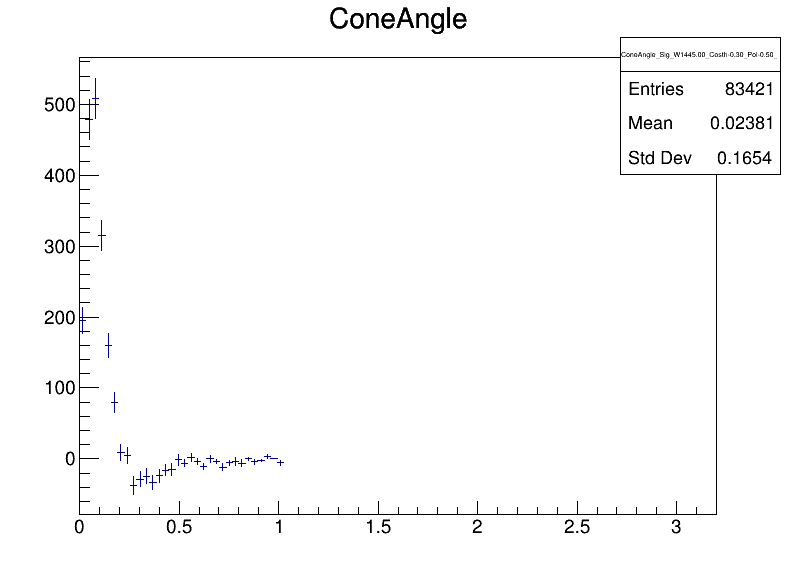 ConeAngle
ConeAngle_Sig_W1445.00_Costh-0.30_Pol-0.50_
Entries 83421
Mean 0.02381
Std Dev 0.1654
500
400
300
200
100
0
0 0.5 1 1.5 2 2.5 3